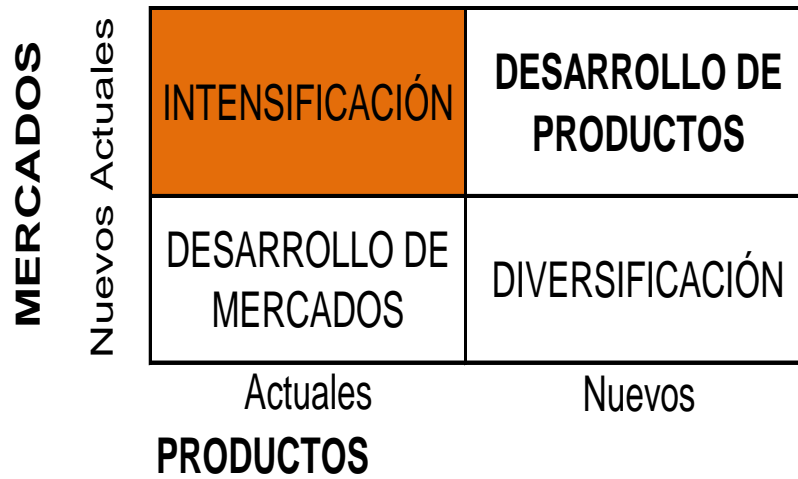 MERCADOS
Nuevos Actuales
INTENSIFICACIÓN
DESARROLLO DE
PRODUCTOS
DESARROLLO DE
MERCADOS
DIVERSIFICACIÓN
Actuales
Nuevos
PRODUCTOS